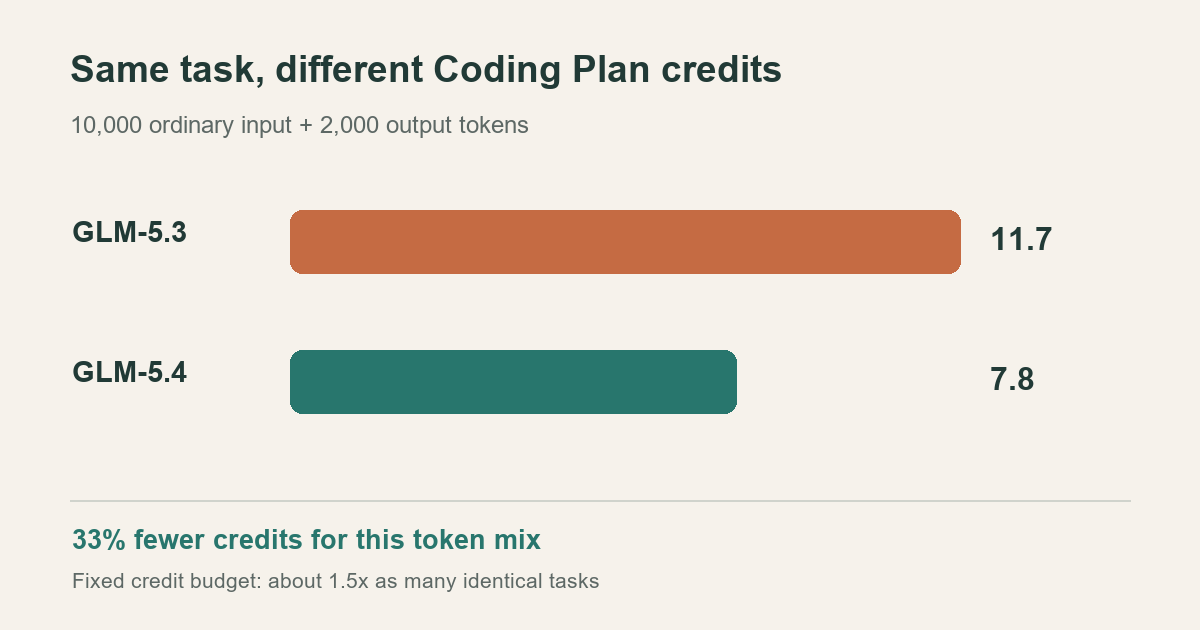 Same task, different Coding Plan credits
10,000 ordinary input + 2,000 output tokens
GLM-5.3
11.7
GLM-5.4
7.8
33% fewer credits for this token mix
Fixed credit budget: about 1.5x as many identical tasks